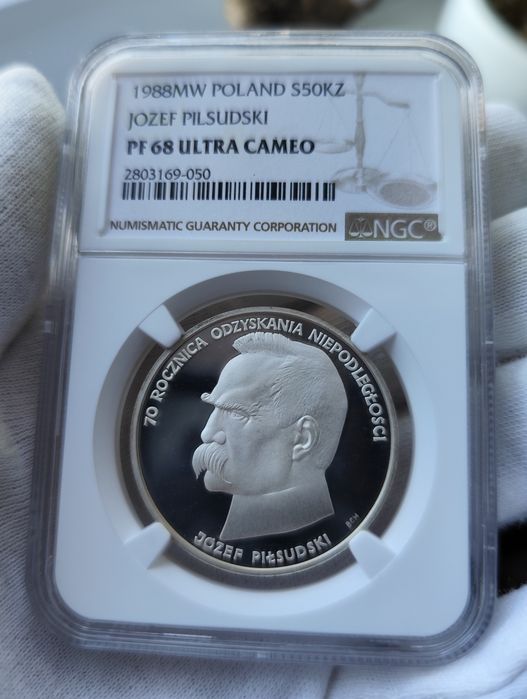 1988MW POLAND S50KZ
JOZEF PILSUDSKI
PF 68 ULTRA CAMEO
2803169-050
NUMISMATIC GUARANTY CORPORATION NGC®
70 ROCZNICA ODZYSKANIA NIEPODLEGŁOŚCI
BCH
JÓZEF PIŁSUDSKI